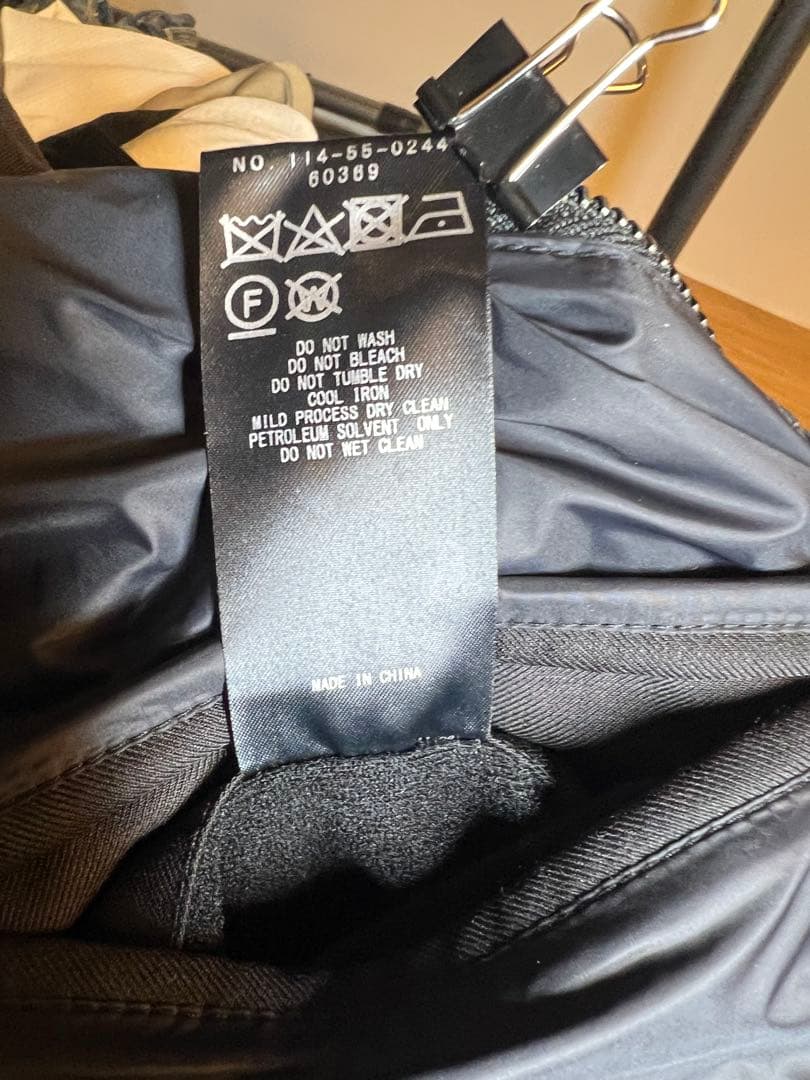 NO. 114-55-0244
60369
F
W
DO NOT WASH
DO NOT BLEACH
DO NOT TUMBLE DRY
COOL IRON
MILD PROCESS DRY CLEAN
PETROLEUM SOLVENT ONLY
DO NOT WET CLEAN
MADE IN CHINA